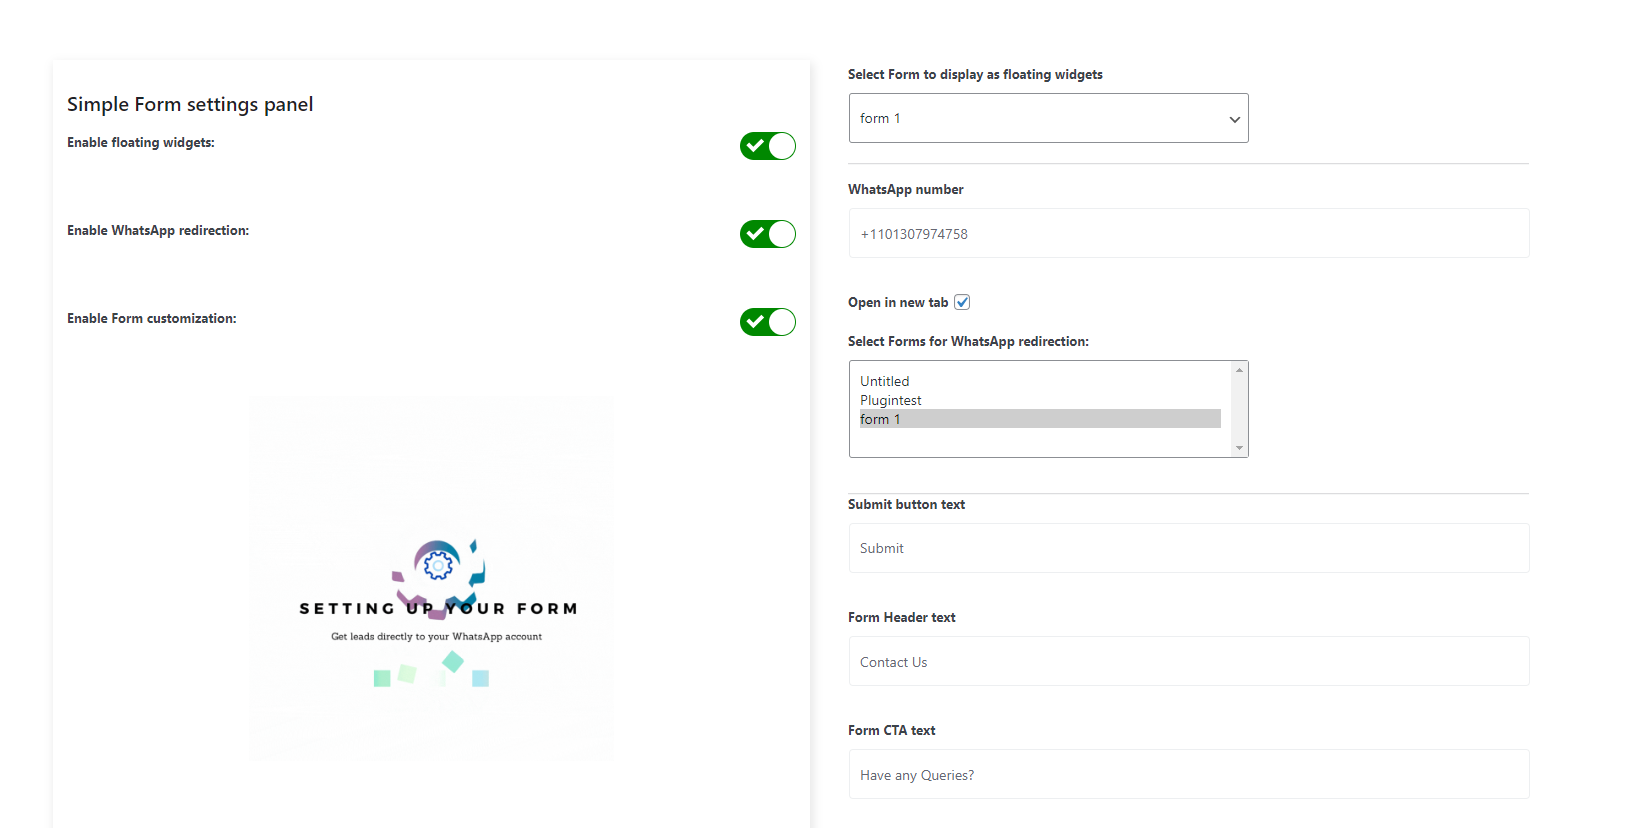 Simple Form settings panel
Enable floating widgets:
Enable WhatsApp redirection:
Enable Form customization:
SETTING UP YOUR FORM
Get leads directly to your WhatsApp account
Select Form to display as floating widgets
form 1
WhatsApp number
+1101307974758
Open in new tab
Select Forms for WhatsApp redirection:
Untitled
Plugintest
form 1
Submit button text
Submit
Form Header text
Contact Us
Form CTA text
Have any Queries?